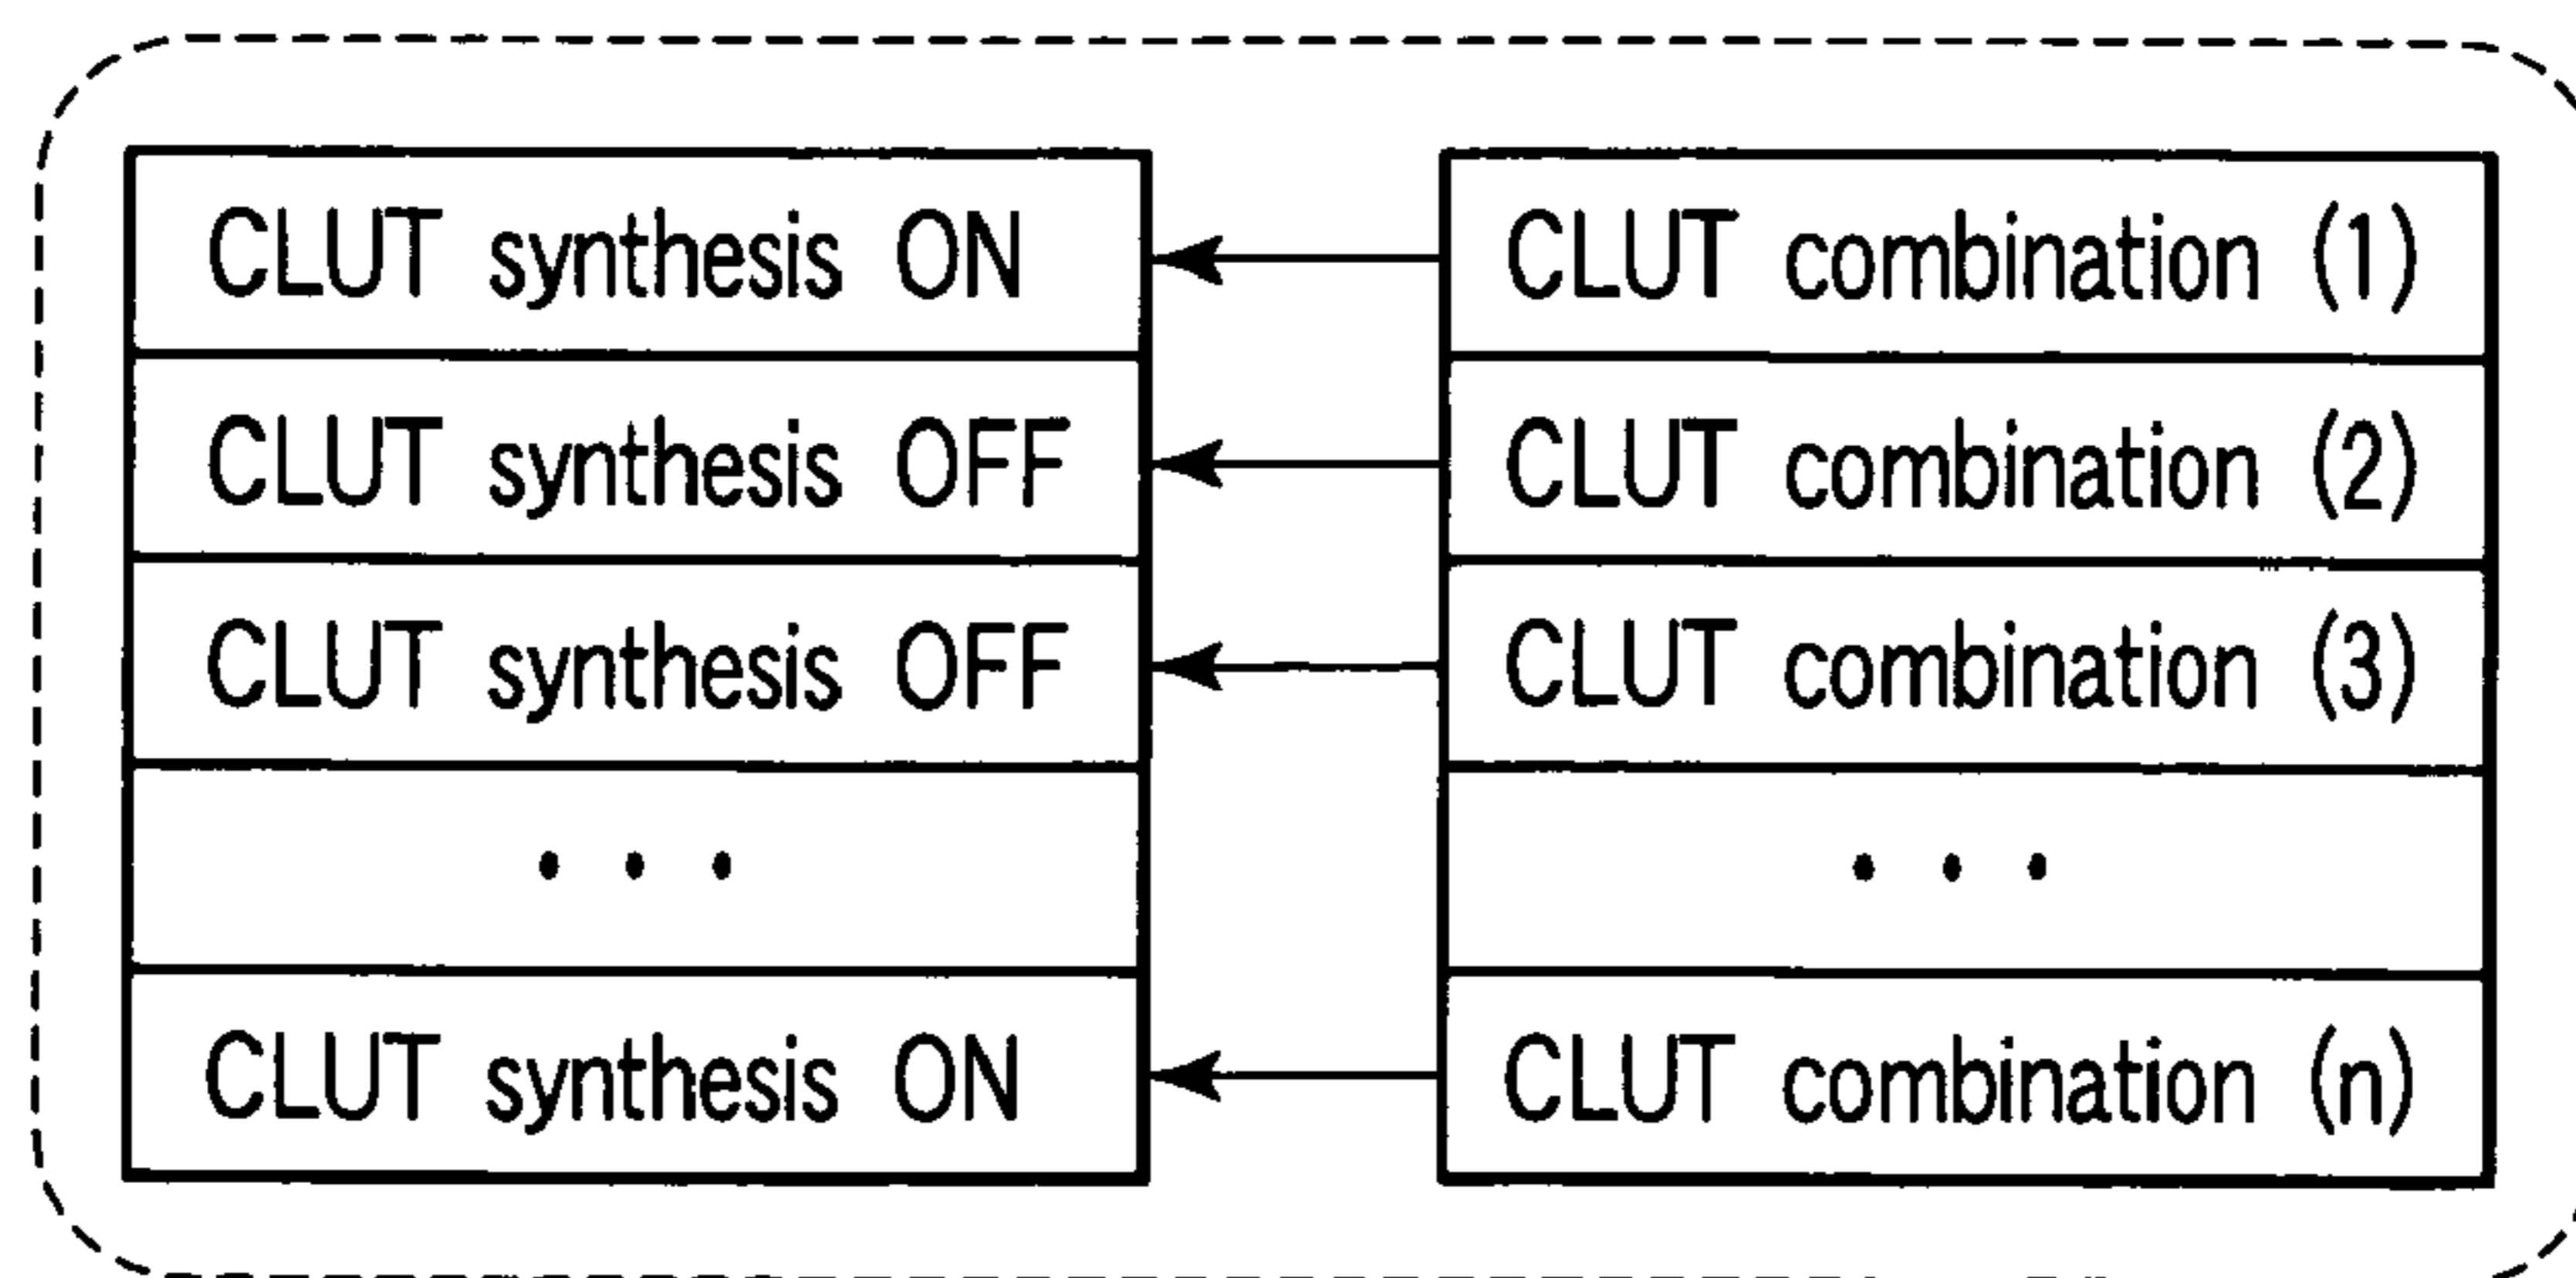 CLUT synthesis ON
CLUT combination (1)
CLUT synthesis OFF
CLUT combination (2)
CLUT synthesis OFF
CLUT combination (3)
• • •
• • •
CLUT synthesis ON
CLUT combination (n)